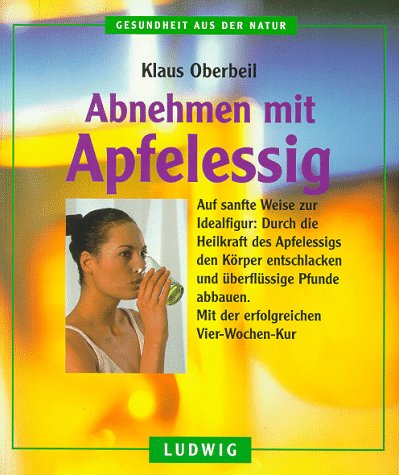 GESUNDHEIT AUS DER NATUR
Klaus Oberbeil
Abnehmen mit
Apfelessig
Auf sanfte Weise zur
Idealfigur: Durch die
Heilkraft des Apfelessigs
den Körper entschlacken
und überflüssige Pfunde
abbauen.
Mit der erfolgreichen
Vier-Wochen-Kur
LUDWIG